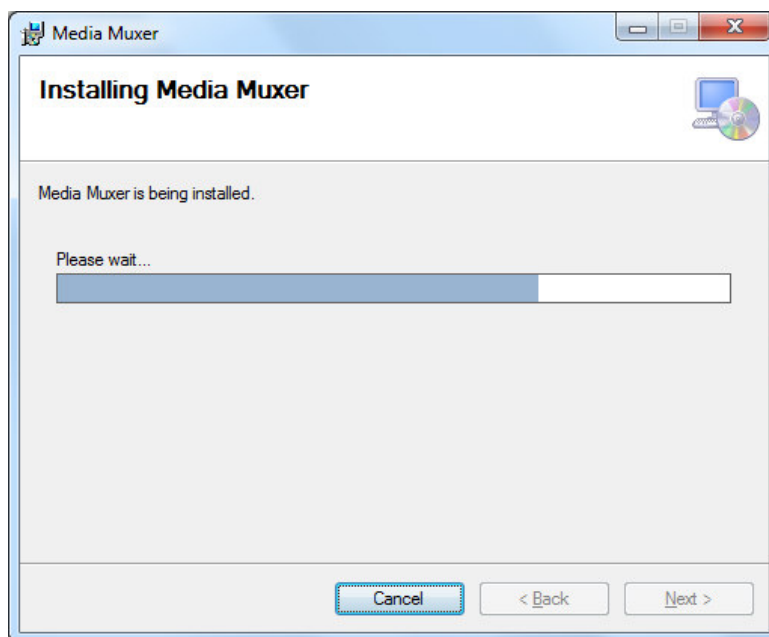 Media Muxer
Installing Media Muxer
Media Muxer is being installed.
Please wait...
Cancel
< Back
Next >